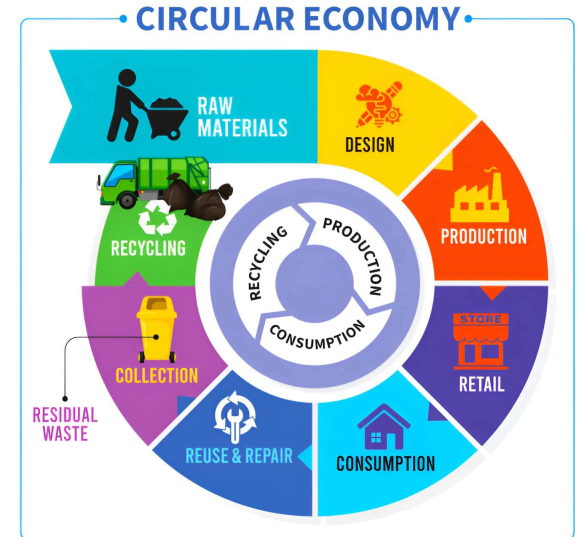 CIRCULAR ECONOMY
RAW
MATERIALS
DESIGN
PRODUCTION
STORE
RETAIL
CONSUMPTION
REUSE & REPAIR
COLLECTION
RESIDUAL
WASTE
RECYCLING
PRODUCTION
CONSUMPTION
RECYCLING